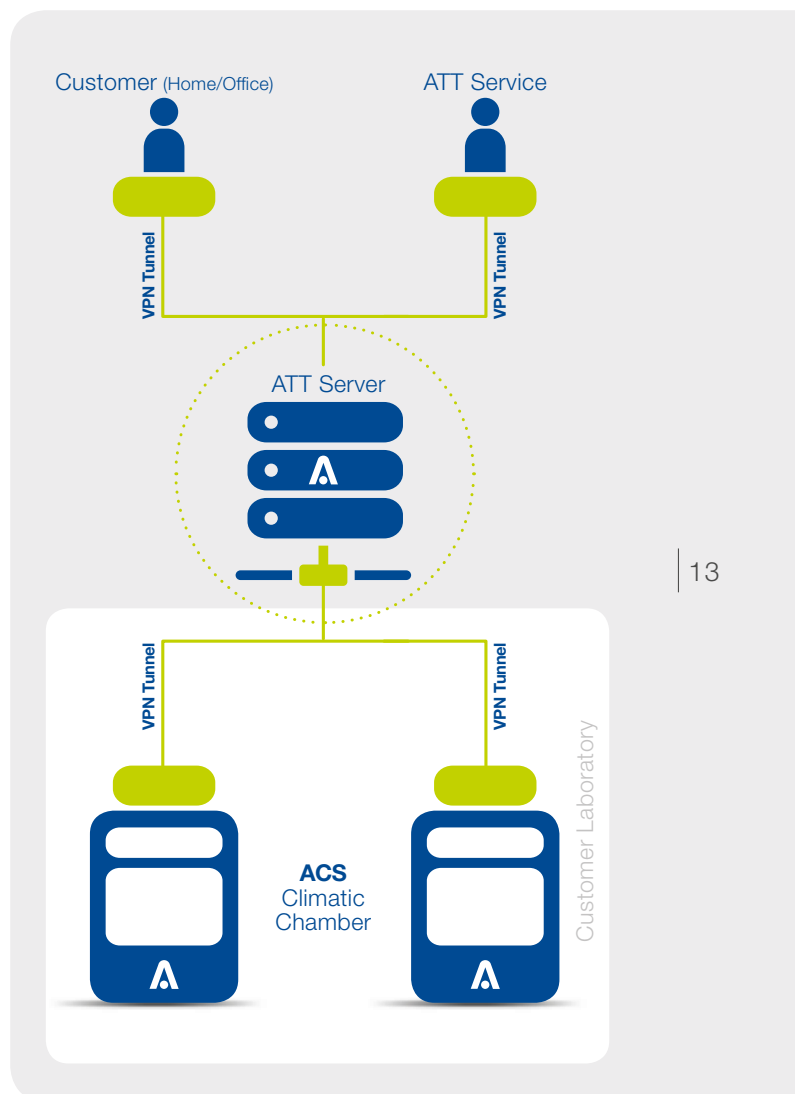 Customer (Home/Office)
ATT Service
VPN Tunnel
VPN Tunnel
ATT Server
13
VPN Tunnel
VPN Tunnel
Customer Laboratory
ACS
Climatic
Chamber